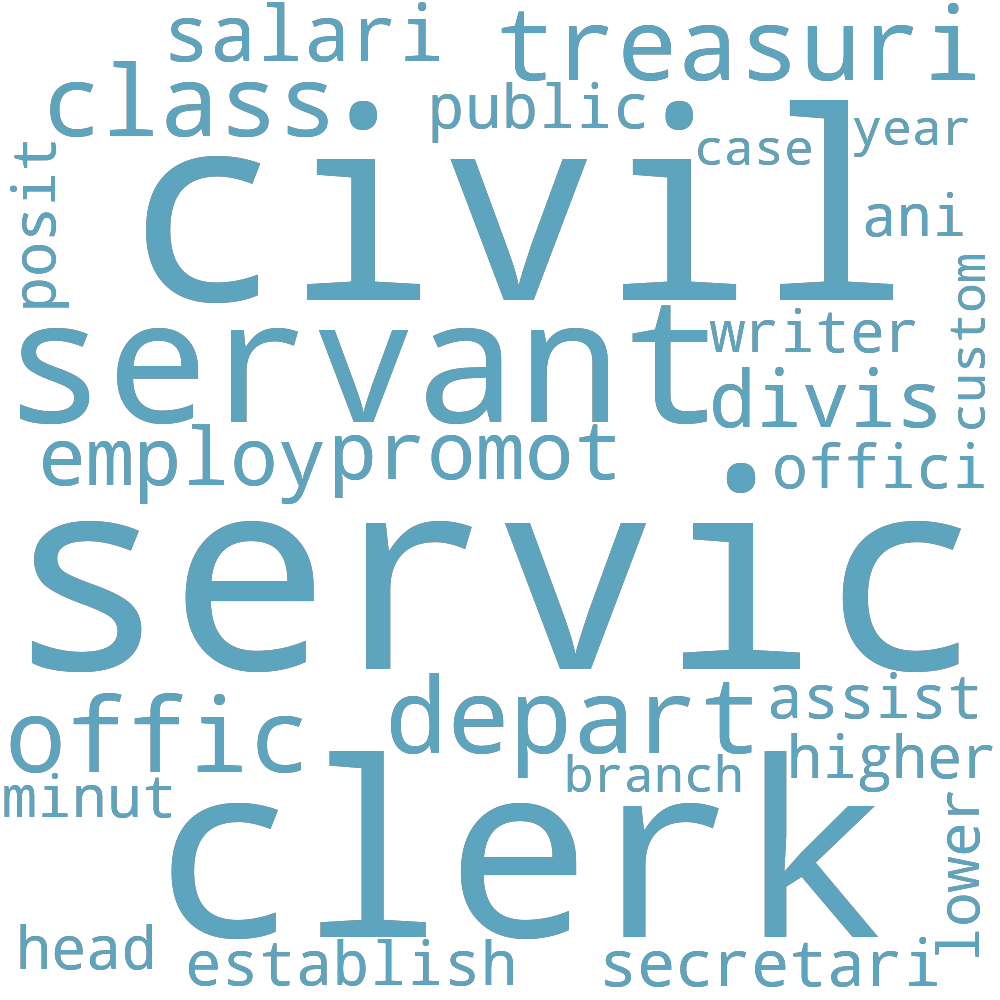 salari
treasuri
class
public
case
year
civil
posit
ani
custom
servant
writer
divis
employ
promot
offici
servic
depart
assist
offic
branch
higher
minut
clerk
lower
head
establish
secretari